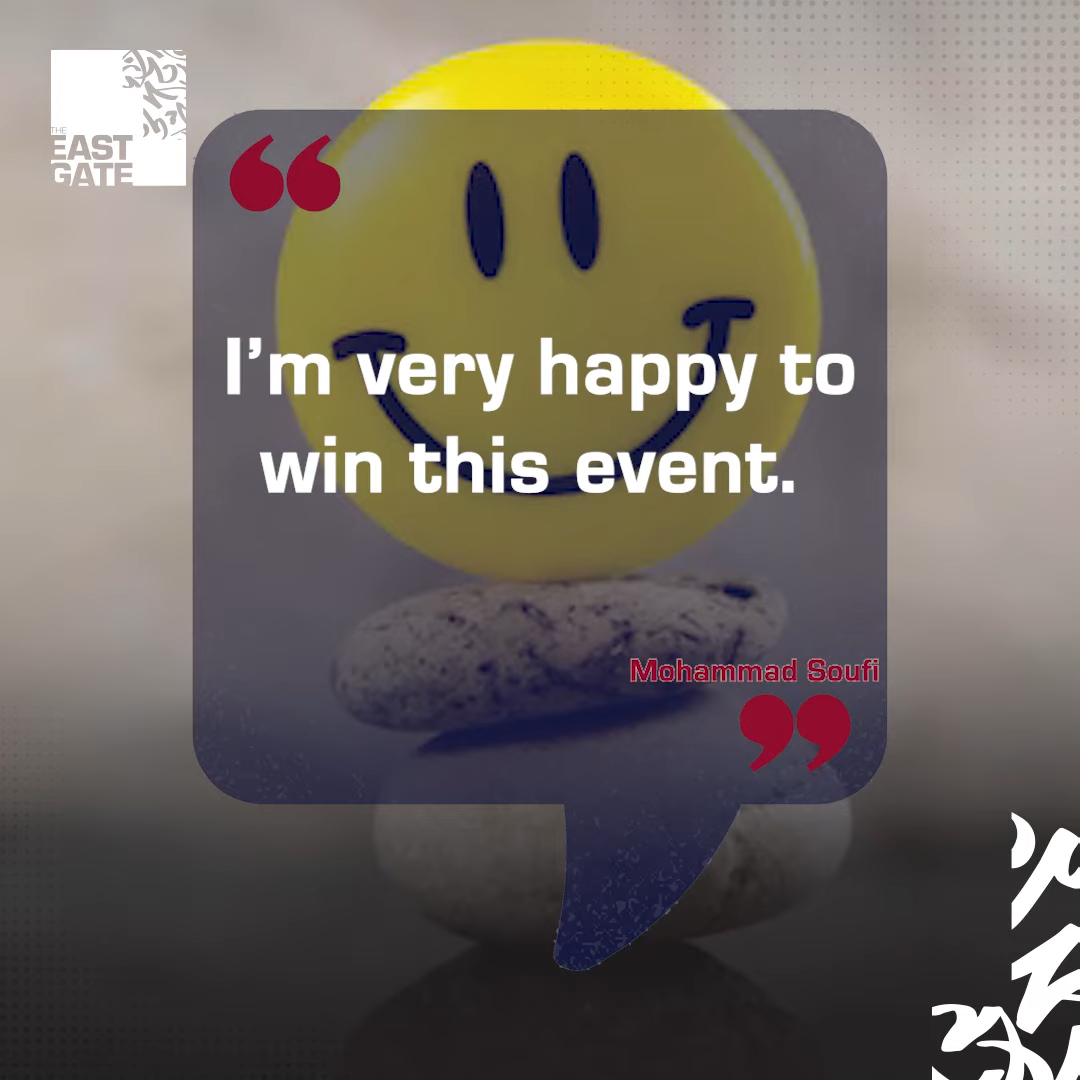 THE
EAST
GATE
“
I’m very happy to
win this event.
Mohammad Soufi
”